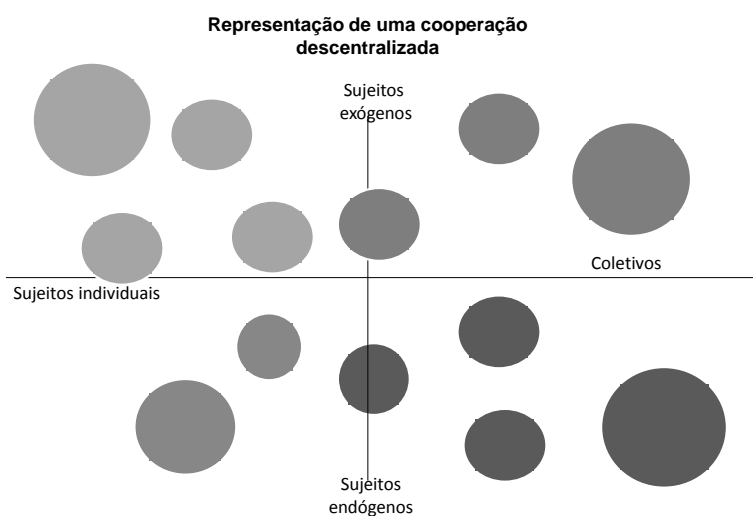 Representação de uma cooperação
descentralizada
Sujeitos
exógenos
Coletivos
Sujeitos individuais
Sujeitos
endógenos